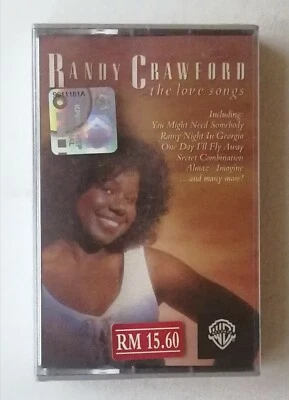 RANDY CRAWFORD
the love songs
9611181A
Including:
You Might Need Somebody
Rainy Night In Georgia
One Day I'll Fly Away
Secret Combination
Almaz Imagine
...and many more!
RM 15.60